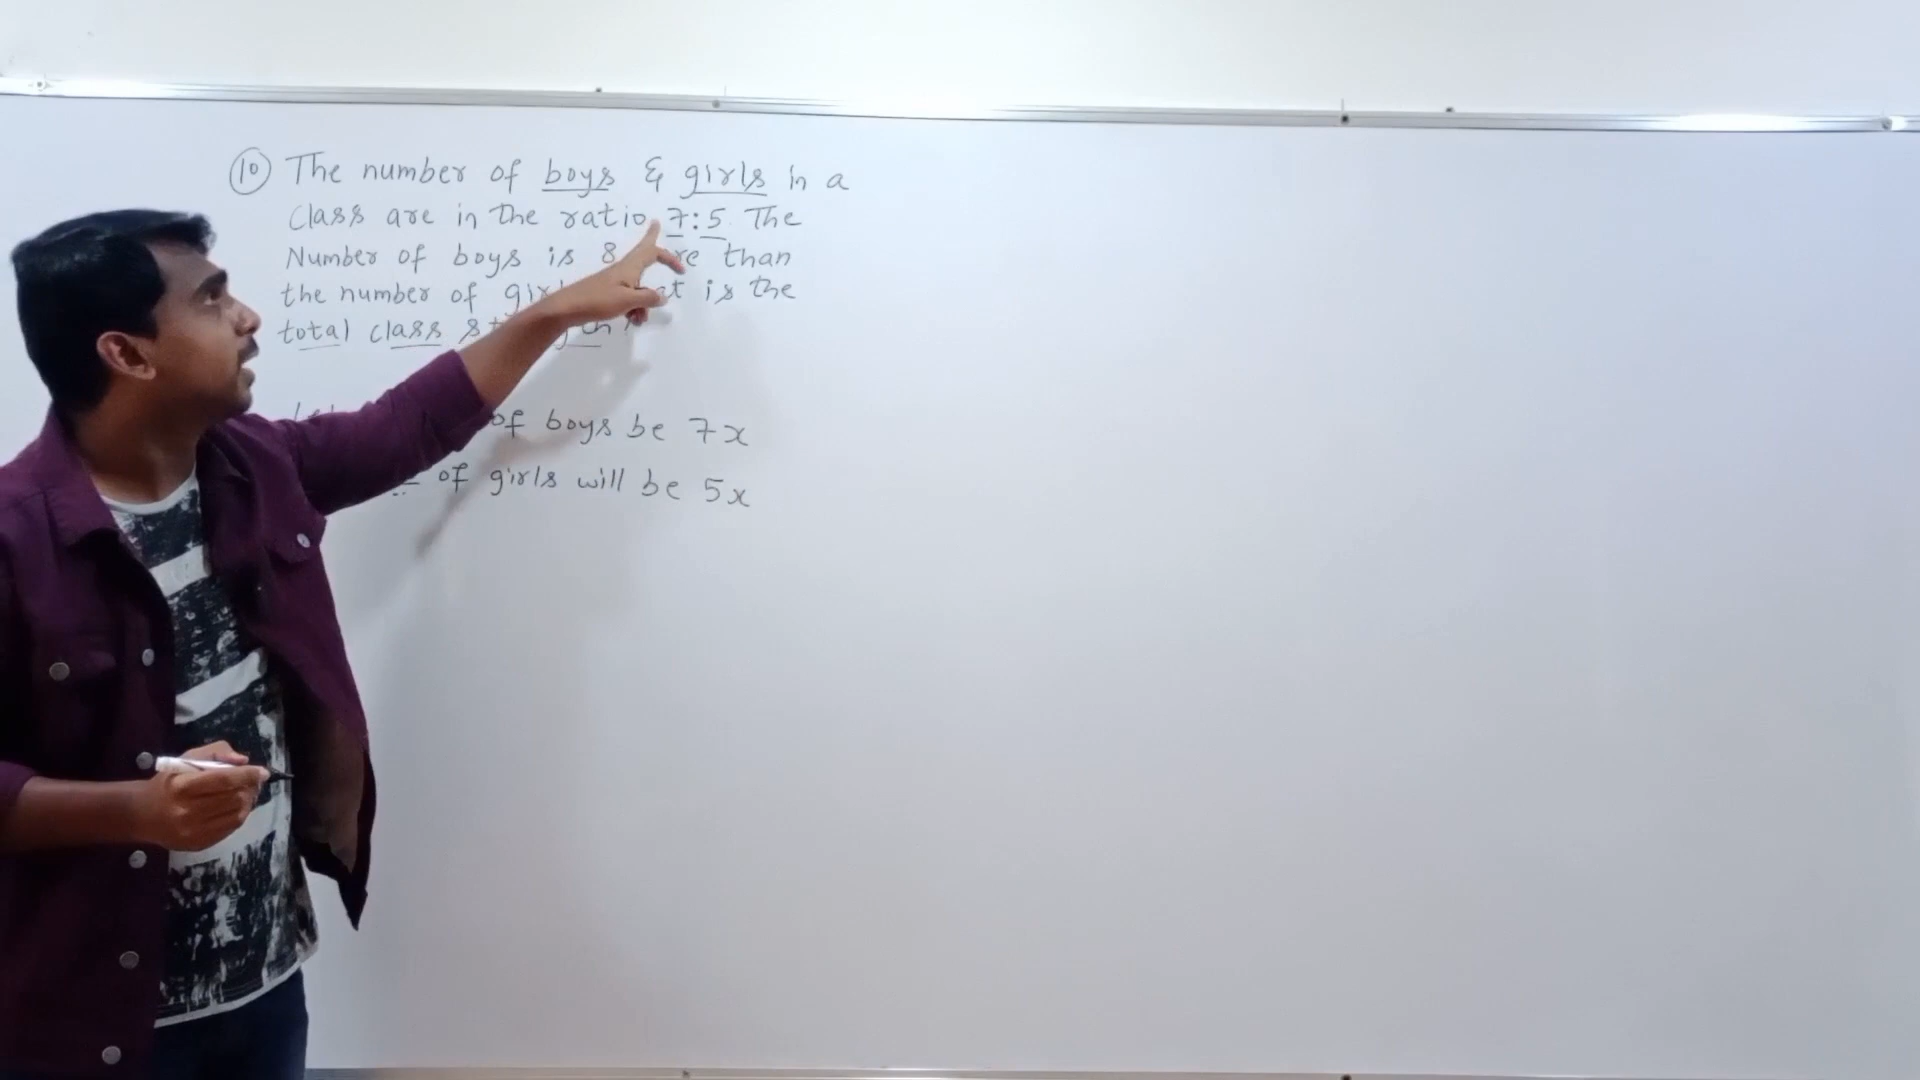 10 The number of boys & girls in a
class are in the ratio 7:5. The
Number of boys is 8 than
the number of is the
total class
of boys be 7x
of girls will be 5x